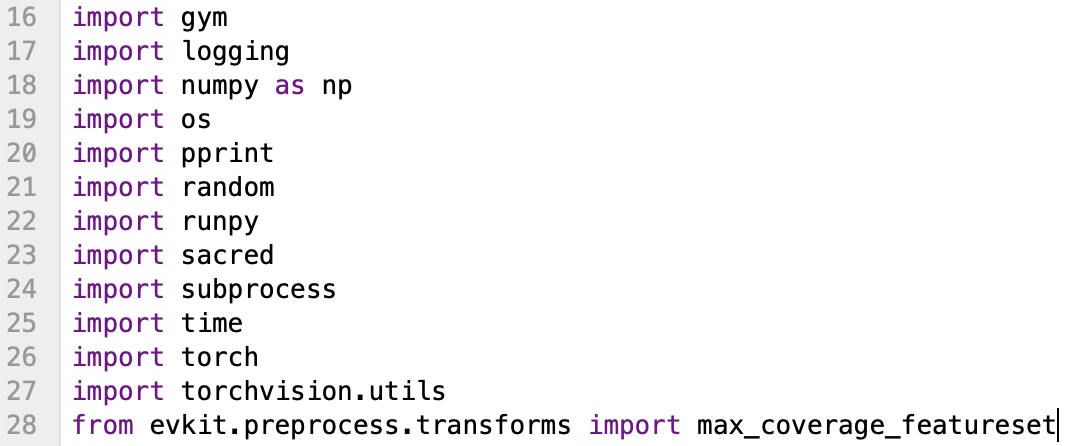 16 import gym
17 import logging
18 import numpy as np
19 import os
20 import pprint
21 import random
22 import runpy
23 import sacred
24 import subprocess
25 import time
26 import torch
27 import torchvision.utils
28 from evkit.preprocess.transforms import max_coverage_featureset